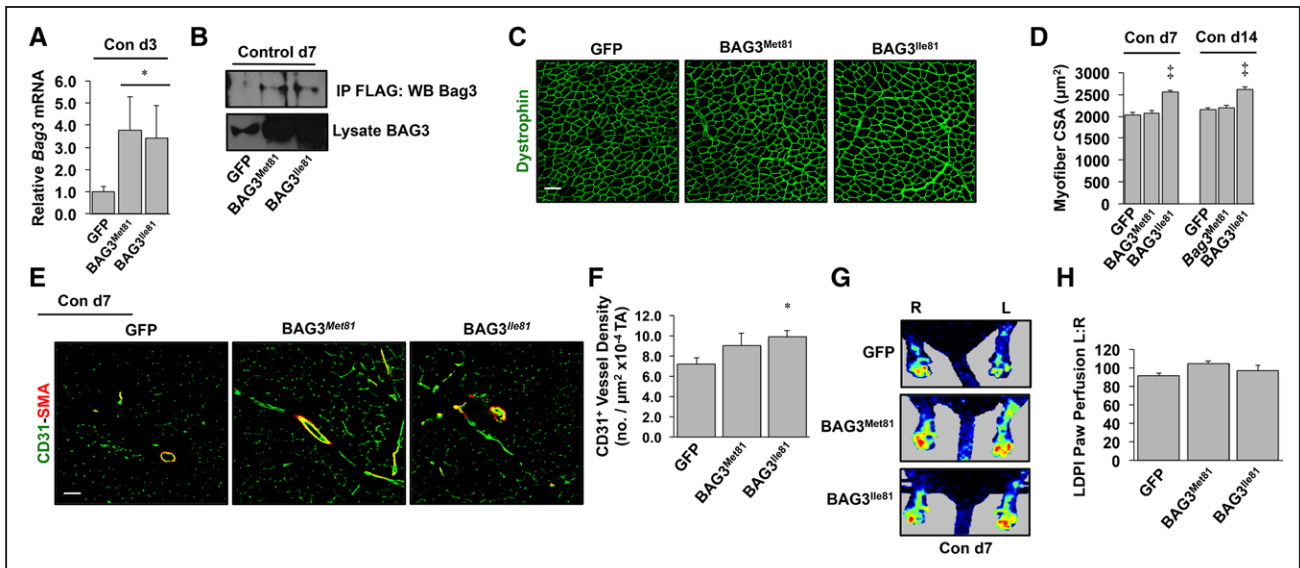 A
Con d3
Relative Bag3 mRNA
6.0
5.0
4.0
3.0
2.0
1.0
0.0
*
GFP
BAG3Met81
BAG3Ile81
B
Control d7
IP FLAG: WB Bag3
Lysate BAG3
GFP
BAG3Met81
BAG3Ile81
C
GFP
BAG3Met81
BAG3Ile81
Dystrophin
D
Con d7
Con d14
Myofiber CSA (µm²)
3000
2500
2000
1500
1000
500
0
‡
‡
GFP
BAG3Met81
BAG3Ile81
GFP
Bag3Met81
BAG3Ile81
E
Con d7
GFP
BAG3Met81
BAG3Ile81
CD31-SMA
F
CD31⁺ Vessel Density
(no. / µm² x10⁻⁴ TA)
12.0
10.0
8.0
6.0
4.0
2.0
0.0
*
GFP
BAG3Met81
BAG3Ile81
G
R
L
GFP
BAG3Met81
BAG3Ile81
Con d7
H
LDPI Paw Perfusion L:R
120
100
80
60
40
20
0
GFP
BAG3Met81
BAG3Ile81